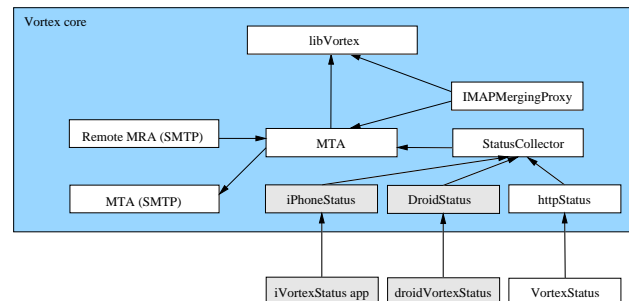 Vortex core
libVortex
IMAPMergingProxy
Remote MRA (SMTP)
MTA
StatusCollector
MTA (SMTP)
iPhoneStatus
DroidStatus
httpStatus
iVortexStatus app
droidVortexStatus
VortexStatus